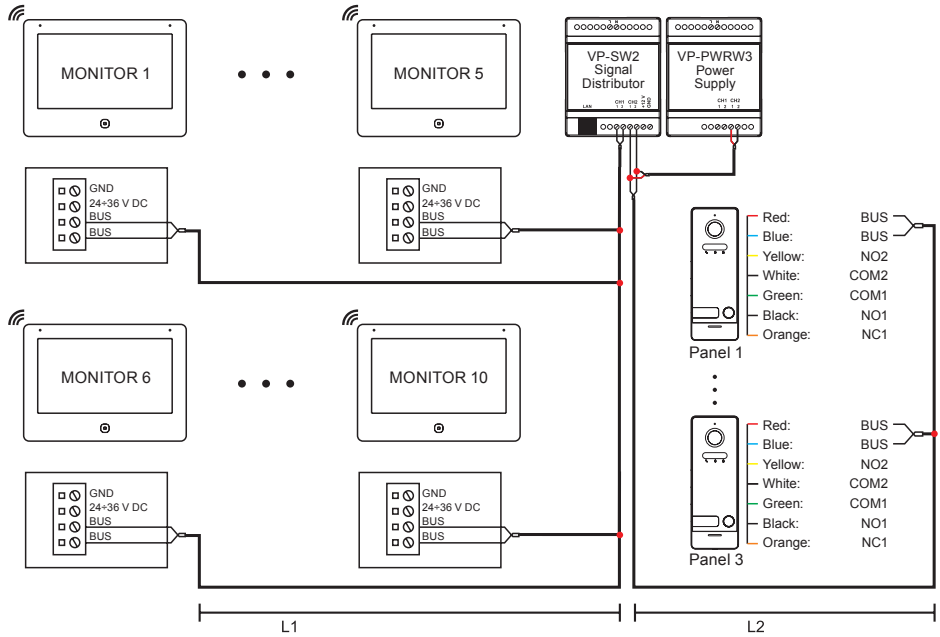 MONITOR 1
MONITOR 5
VP-SW2
Signal
Distributor
LAN
CH1 CH2
1 2 1 2
+12 V
GND
VP-PWRW3
Power
Supply
CH1 CH2
1 2 1 2
GND
24÷36 V DC
BUS
BUS
GND
24÷36 V DC
BUS
BUS
Red: BUS
Blue: BUS
Yellow: NO2
White: COM2
Green: COM1
Black: NO1
Orange: NC1
Panel 1
MONITOR 6
MONITOR 10
GND
24÷36 V DC
BUS
BUS
GND
24÷36 V DC
BUS
BUS
Red: BUS
Blue: BUS
Yellow: NO2
White: COM2
Green: COM1
Black: NO1
Orange: NC1
Panel 3
L1
L2